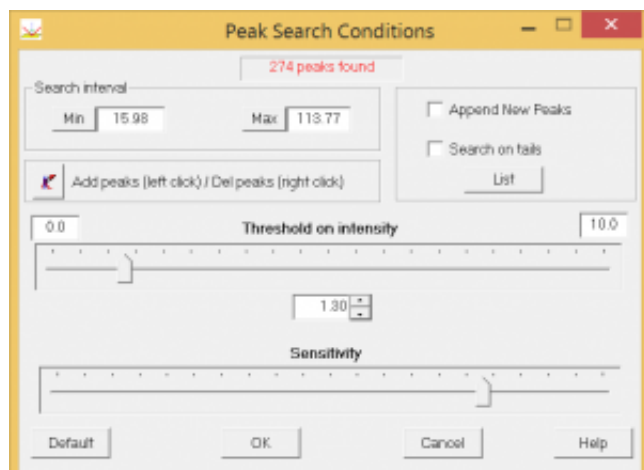 Peak Search Conditions
274 peaks found
Search interval
Min 15.98 Max 113.77
Append New Peaks
Search on tails
List
Add peaks (left click) / Del peaks (right click)
0.0 Threshold on intensity 10.0
1.30
Sensitivity
Default OK Cancel Help